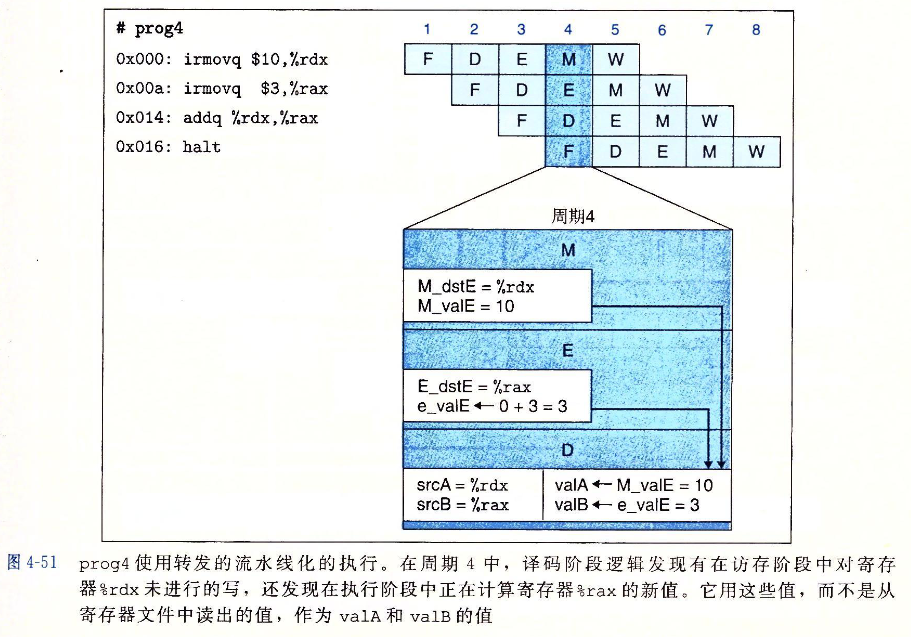 # prog4
1 2 3 4 5 6 7 8
0x000: irmovq $10,%rdx F D E M W
0x00a: irmovq $3,%rax F D E M W
0x014: addq %rdx,%rax F D E M W
0x016: halt F D E M W
周期4
M
M_dstE = %rdx
M_valE = 10
E
E_dstE = %rax
e_valE ← 0 + 3 = 3
D
srcA = %rdx valA ← M_valE = 10
srcB = %rax valB ← e_valE = 3
图 4-51 prog4 使用转发的流水线化的执行。在周期 4 中，译码阶段逻辑发现有在访存阶段中对寄存
器%rdx 未进行的写，还发现在执行阶段中正在计算寄存器%rax 的新值。它用这些值，而不是从
寄存器文件中读出的值，作为 valA 和 valB 的值